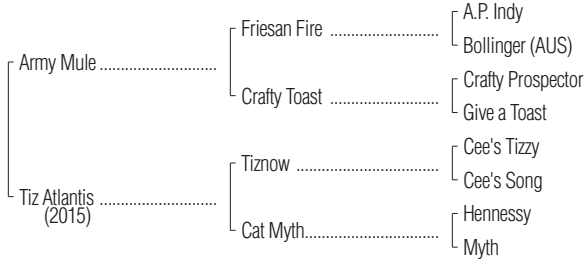 A.P. Indy
Friesan Fire ........................
Bollinger (AUS)
Army Mule ..........................
Crafty Prospector
Crafty Toast ........................
Give a Toast
Cee's Tizzy
Tiznow ................................
Cee's Song
Tiz Atlantis ..........................
(2015)
Hennessy
Cat Myth..............................
Myth